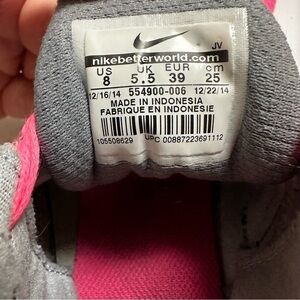 JV
nikebetterworld.com
US UK EUR cm
8 5.5 39 25
12/16/14 554900-006 12/22/14
MADE IN INDONESIA
FABRIQUE EN INDONESIE
105508629 UPC 00887223691112